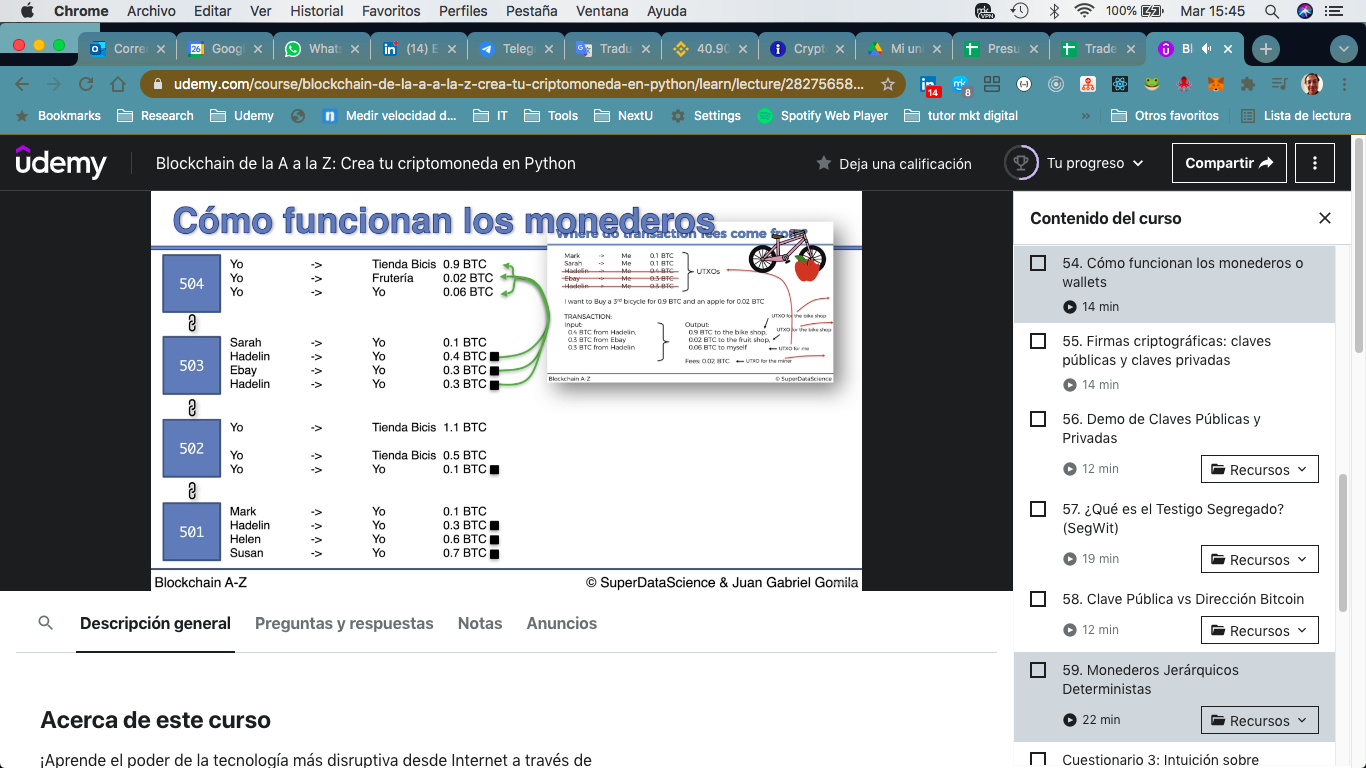 Chrome Archivo Editar Ver Historial Favoritos Perfiles Pestaña Ventana Ayuda 100% Mar 15:45
Corre Googl What: (14) E Teleg Tradu 40.90 Crypt Mi uni Presu Trade Bl
udemy.com/course/blockchain-de-la-a-a-la-z-crea-tu-criptomoneda-en-python/learn/lecture/28275658... 14 8
Bookmarks Research Udemy Medir velocidad d... IT Tools NextU Settings Spotify Web Player tutor mkt digital » Otros favoritos Lista de lectura
ûdemy Blockchain de la A a la Z: Crea tu criptomoneda en Python Deja una calificación Tu progreso Compartir
Cómo funcionan los monederos
504
Yo -> Tienda Bicis 0.9 BTC
Yo -> Frutería 0.02 BTC
Yo -> Yo 0.06 BTC
503
Sarah -> Yo 0.1 BTC
Hadelin -> Yo 0.4 BTC
Ebay -> Yo 0.3 BTC
Hadelin -> Yo 0.3 BTC
502
Yo -> Tienda Bicis 1.1 BTC
Yo -> Tienda Bicis 0.5 BTC
Yo -> Yo 0.1 BTC
501
Mark -> Yo 0.1 BTC
Hadelin -> Yo 0.3 BTC
Helen -> Yo 0.6 BTC
Susan -> Yo 0.7 BTC
Where do transaction fees come from
Mark -> Me 0.1 BTC
Sarah -> Me 0.1 BTC
Hadelin -> Me 0.4 BTC
Ebay -> Me 0.3 BTC
Hadelin -> Me 0.3 BTC
UTXOs
I want to Buy a 3rd bicycle for 0.9 BTC and an apple for 0.02 BTC
TRANSACTION:
Input:
0.4 BTC from Hadelin,
0.3 BTC from Ebay
0.3 BTC from Hadelin
Output:
0.9 BTC to the bike shop,
0.02 BTC to the fruit shop,
0.06 BTC to myself
Fees: 0.02 BTC
UTXO for the bike shop
UTXO for the bike shop
UTXO for me
UTXO for the miner
Blockchain A-Z © SuperDataScience
Blockchain A-Z © SuperDataScience & Juan Gabriel Gomila
Contenido del curso
54. Cómo funcionan los monederos o
wallets
14 min
55. Firmas criptográficas: claves
públicas y claves privadas
14 min
56. Demo de Claves Públicas y
Privadas
12 min Recursos
57. ¿Qué es el Testigo Segregado?
(SegWit)
19 min Recursos
58. Clave Pública vs Dirección Bitcoin
12 min Recursos
59. Monederos Jerárquicos
Deterministas
22 min Recursos
Cuestionario 3: Intuición sobre
Descripción general Preguntas y respuestas Notas Anuncios
Acerca de este curso
¡Aprende el poder de la tecnología más disruptiva desde Internet a través de